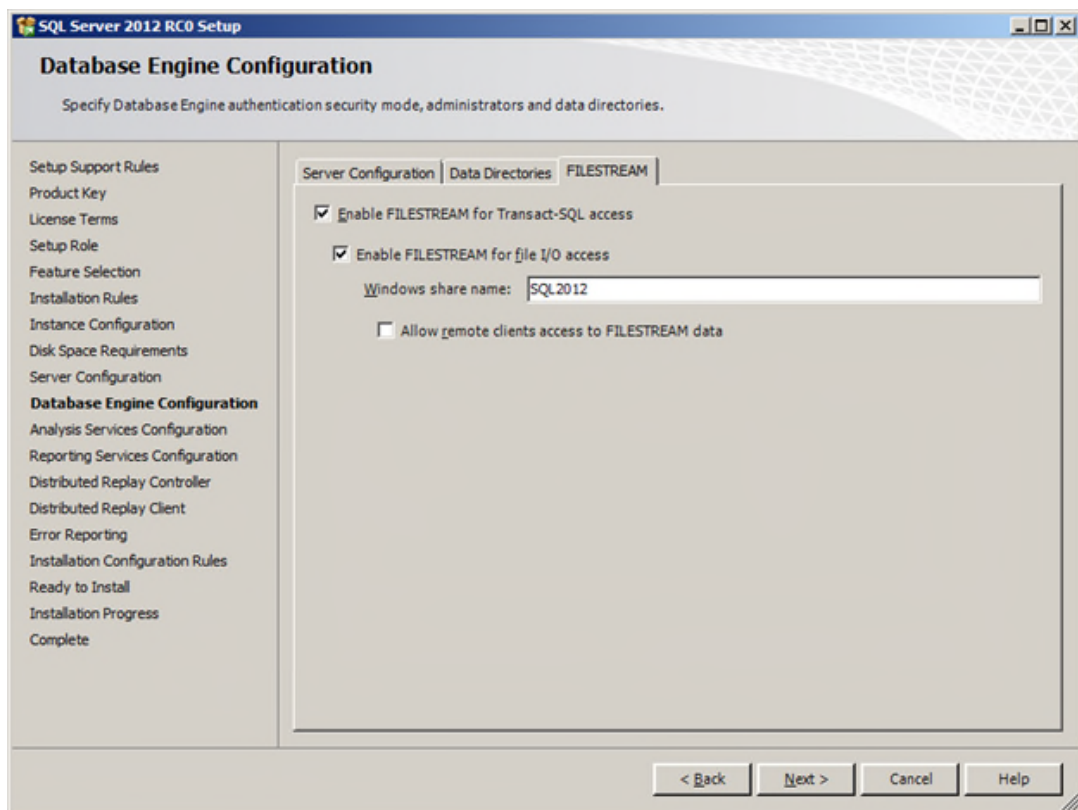 SQL Server 2012 RC0 Setup
Database Engine Configuration
Specify Database Engine authentication security mode, administrators and data directories.
Setup Support Rules
Product Key
License Terms
Setup Role
Feature Selection
Installation Rules
Instance Configuration
Disk Space Requirements
Server Configuration
Database Engine Configuration
Analysis Services Configuration
Reporting Services Configuration
Distributed Replay Controller
Distributed Replay Client
Error Reporting
Installation Configuration Rules
Ready to Install
Installation Progress
Complete
Server Configuration Data Directories FILESTREAM
Enable FILESTREAM for Transact-SQL access
Enable FILESTREAM for file I/O access
Windows share name: SQL2012
Allow remote clients access to FILESTREAM data
< Back Next > Cancel Help